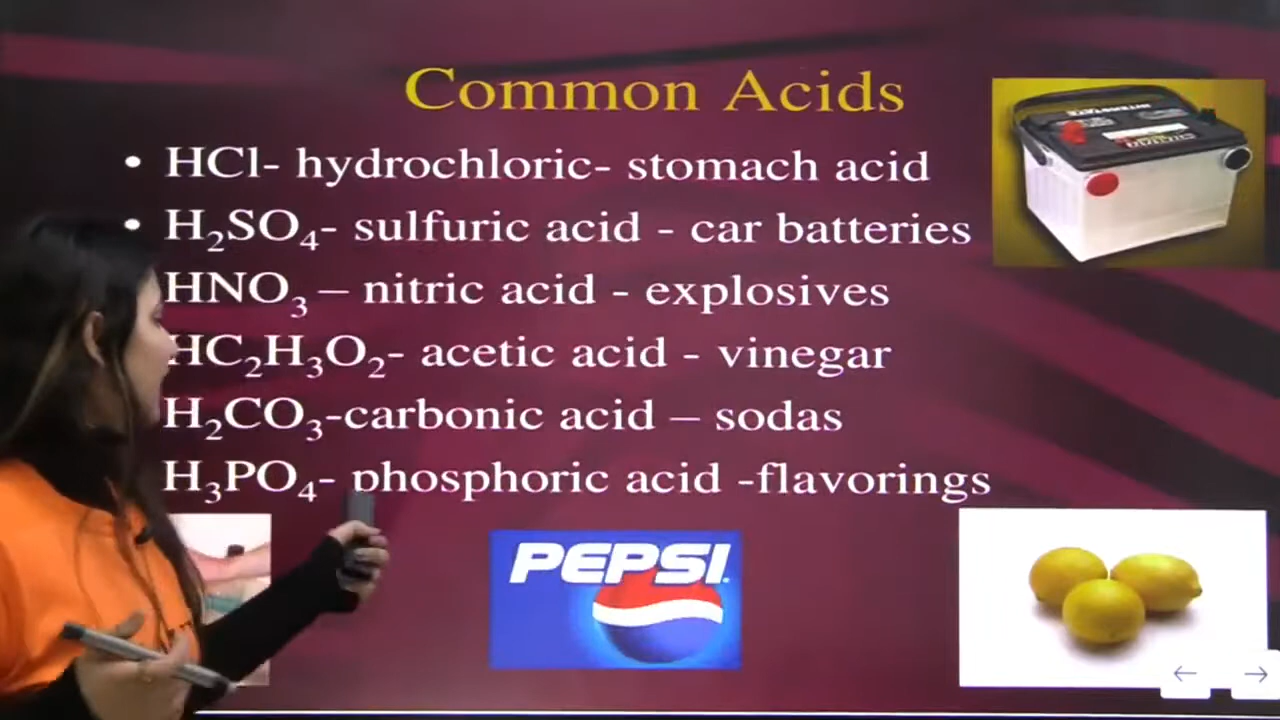 Common Acids
• HCl- hydrochloric- stomach acid
• H₂SO₄- sulfuric acid - car batteries
HNO₃ – nitric acid - explosives
HC₂H₃O₂- acetic acid - vinegar
H₂CO₃-carbonic acid – sodas
H₃PO₄- phosphoric acid -flavorings
INTERSTATE
PEPSI